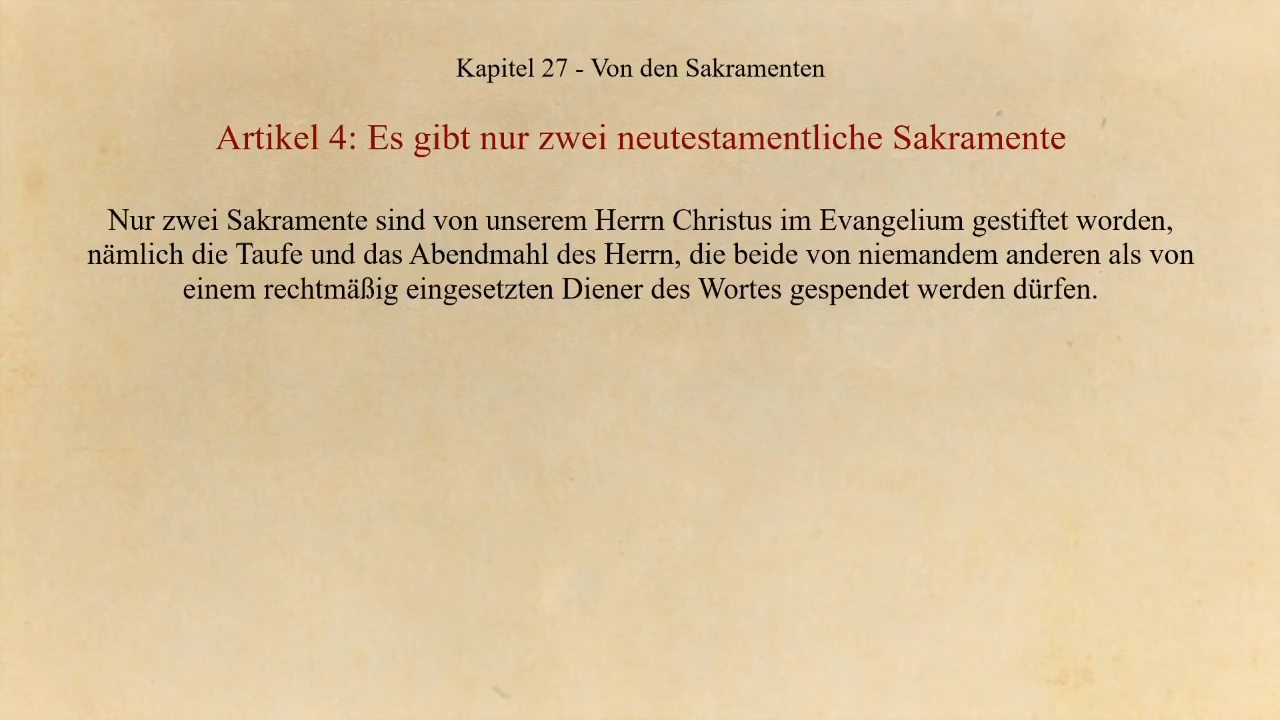 Kapitel 27 - Von den Sakramenten
Artikel 4: Es gibt nur zwei neutestamentliche Sakramente
Nur zwei Sakramente sind von unserem Herrn Christus im Evangelium gestiftet worden,
nämlich die Taufe und das Abendmahl des Herrn, die beide von niemandem anderen als von
einem rechtmäßig eingesetzten Diener des Wortes gespendet werden dürfen.